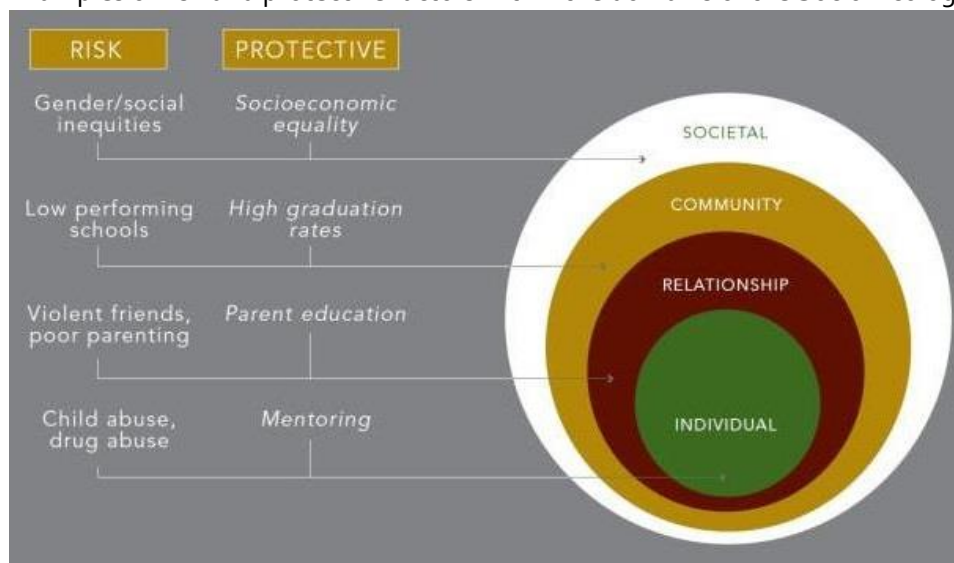 RISK
PROTECTIVE
Gender/social
inequities
Socioeconomic
equality
SOCIETAL
Low performing
schools
High graduation
rates
COMMUNITY
Violent friends,
poor parenting
Parent education
RELATIONSHIP
Child abuse,
drug abuse
Mentoring
INDIVIDUAL